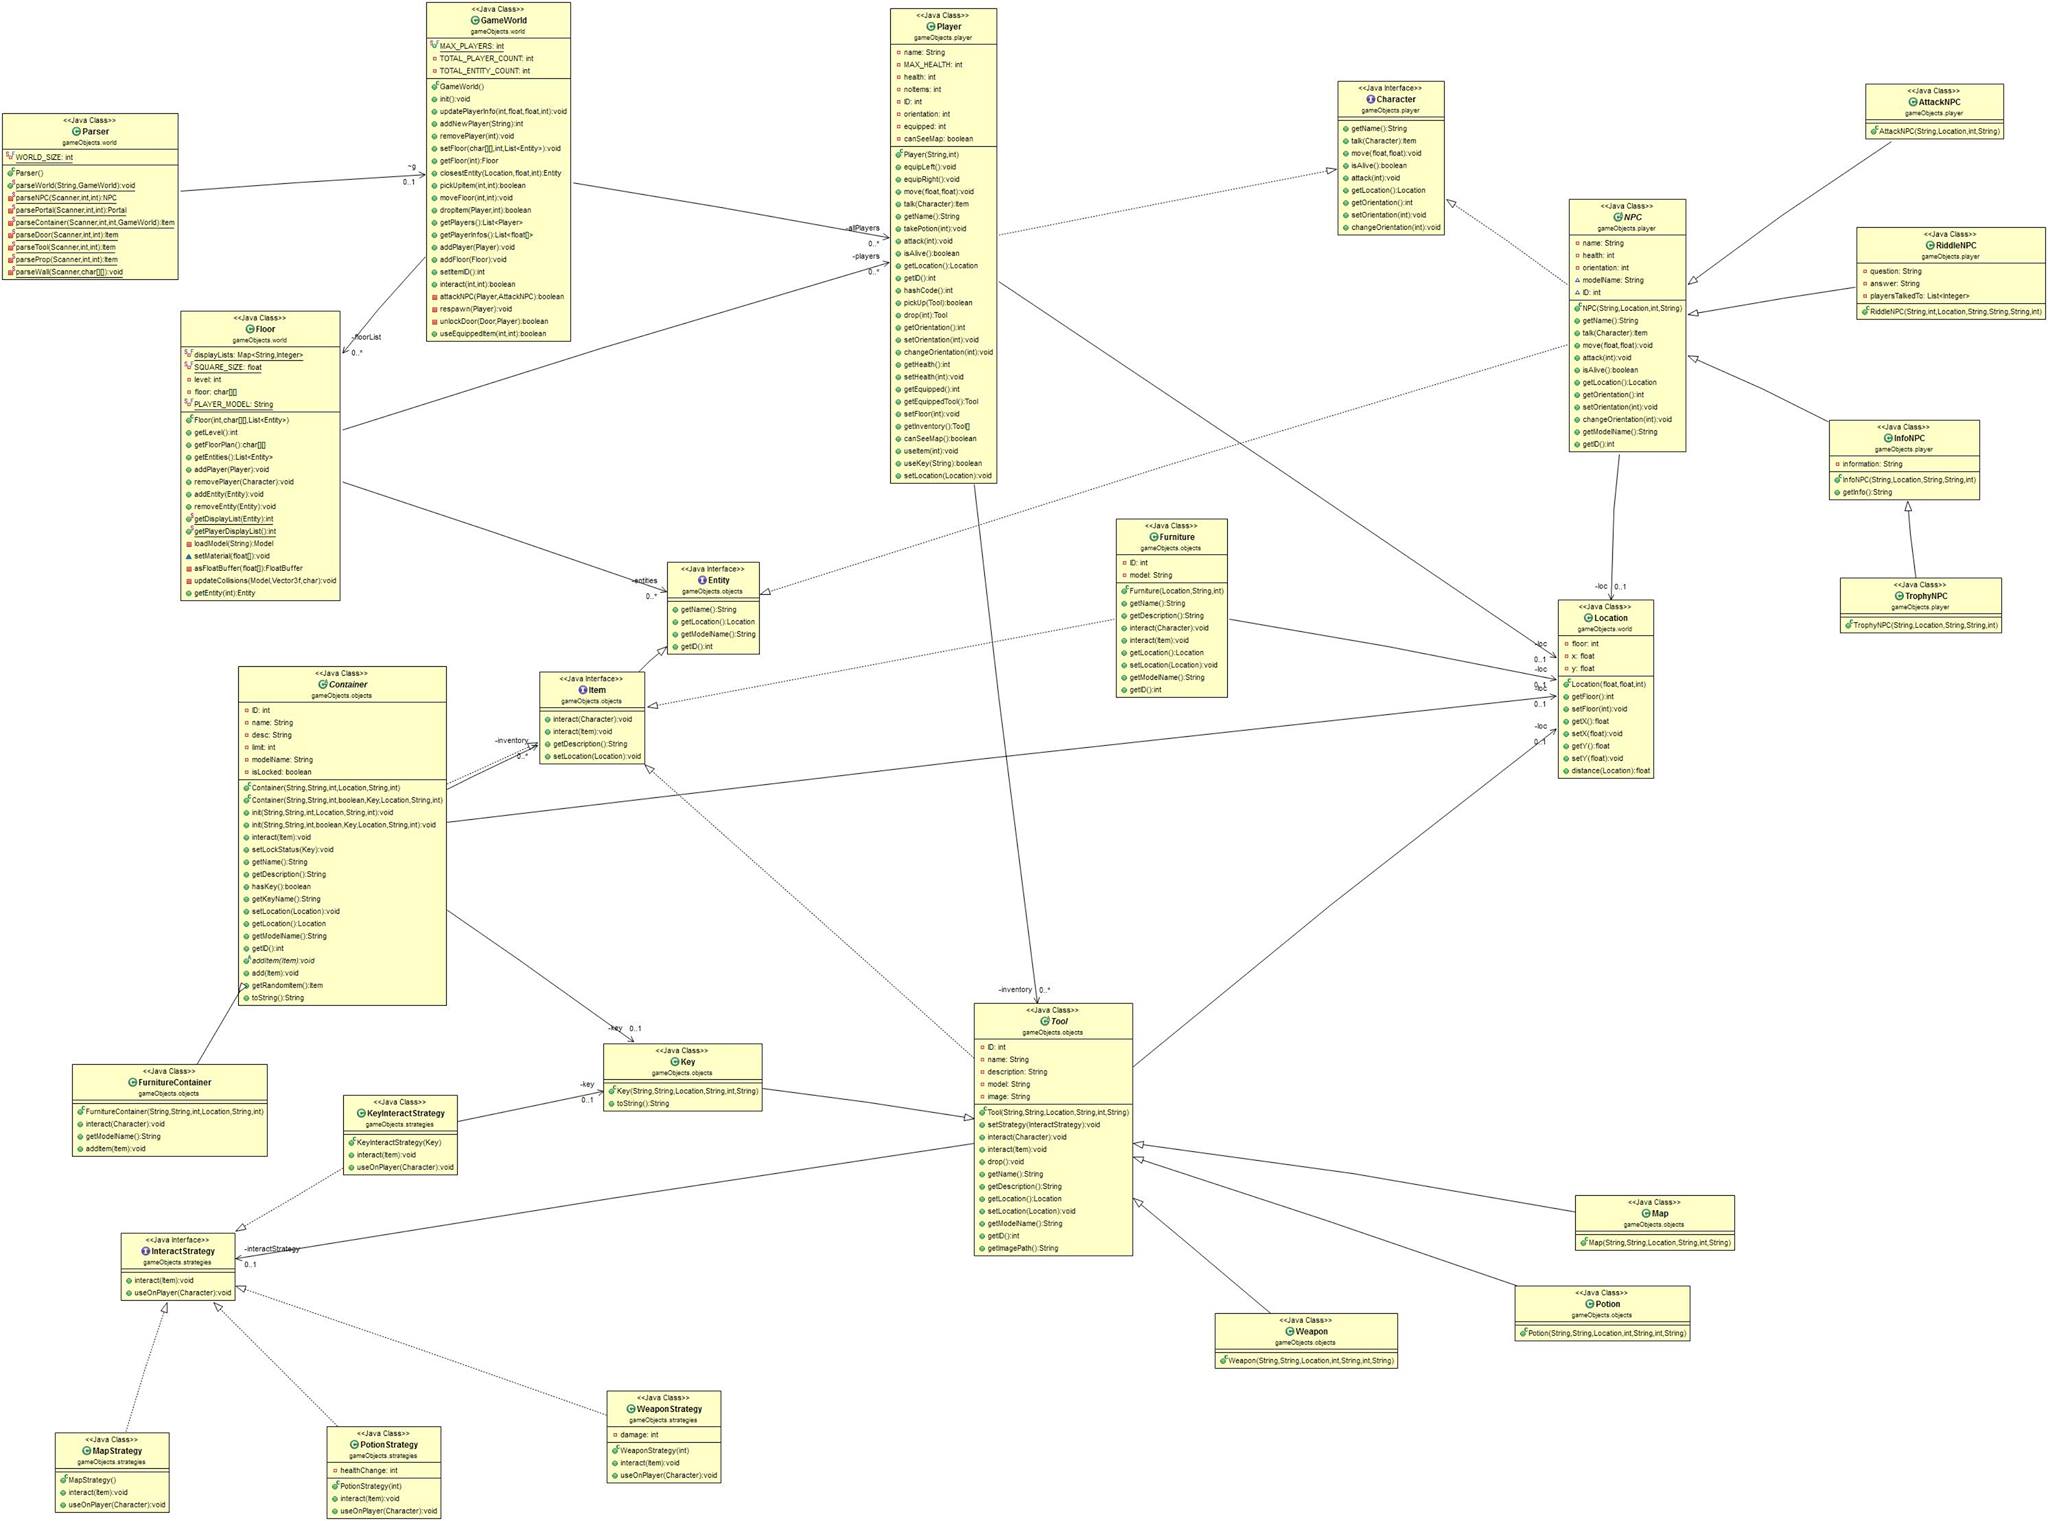 <<Java Class>>
GameWorld
gameObjects.world
MAX_PLAYERS: int
TOTAL_PLAYER_COUNT: int
TOTAL_ENTITY_COUNT: int
GameWorld()
init():void
updatePlayerInfo(int,float,float,int):void
addNewPlayer(String):int
removePlayer(int):void
setFloor(char[][],int,List<Entity>):void
getFloor(int):Floor
closestEntity(Location,float,int):Entity
pickUpItem(int,int):boolean
moveFloor(int,int):void
dropItem(Player,int):boolean
getPlayers():List<Player>
getPlayerInfos():List<float[]>
addPlayer(Player):void
addFloor(Floor):void
setItemID():int
interact(int,int):boolean
attackNPC(Player,AttackNPC):boolean
respawn(Player):void
unlockDoor(Door,Player):boolean
useEquippedItem(int,int):boolean
<<Java Class>>
Player
gameObjects.player
name: String
MAX_HEALTH: int
health: int
noItems: int
ID: int
orientation: int
equipped: int
canSeeMap: boolean
Player(String,int)
equipLeft():void
equipRight():void
move(float,float):void
talk(Character):Item
getName():String
takePotion(int):void
attack(int):void
isAlive():boolean
getLocation():Location
getID():int
hashCode():int
pickUp(Tool):boolean
drop(int):Tool
getOrientation():int
setOrientation(int):void
changeOrientation(int):void
getHealth():int
setHealth(int):void
getEquipped():int
getEquippedTool():Tool
setFloor(int):void
getInventory():Tool[]
canSeeMap():boolean
useItem(int):void
useKey(String):boolean
setLocation(Location):void
<<Java Interface>>
Character
gameObjects.player
getName():String
talk(Character):Item
move(float,float):void
isAlive():boolean
attack(int):void
getLocation():Location
getOrientation():int
setOrientation(int):void
changeOrientation(int):void
<<Java Class>>
AttackNPC
gameObjects.player
AttackNPC(String,Location,int,String)
<<Java Class>>
Parser
gameObjects.world
WORLD_SIZE: int
Parser()
parseWorld(String,GameWorld):void
parseNPC(Scanner,int,int):NPC
parsePortal(Scanner,int,int):Portal
parseContainer(Scanner,int,int,GameWorld):Item
parseDoor(Scanner,int,int):Item
parseTool(Scanner,int,int):Item
parseProp(Scanner,int,int):Item
parseWall(Scanner,char[][]):void
~g
0..1
-allPlayers
0..*
-players
0..*
-floorList
0..*
<<Java Class>>
NPC
gameObjects.player
name: String
health: int
orientation: int
modelName: String
ID: int
NPC(String,Location,int,String)
getName():String
talk(Character):Item
move(float,float):void
attack(int):void
isAlive():boolean
getLocation():Location
getOrientation():int
setOrientation(int):void
changeOrientation(int):void
getModelName():String
getID():int
<<Java Class>>
RiddleNPC
gameObjects.player
question: String
answer: String
playersTalkedTo: List<Integer>
RiddleNPC(String,int,Location,String,String,String,int)
<<Java Class>>
Floor
gameObjects.world
displayLists: Map<String,Integer>
SQUARE_SIZE: float
level: int
floor: char[][]
PLAYER_MODEL: String
Floor(int,char[][],List<Entity>)
getLevel():int
getFloorPlan():char[][]
getEntities():List<Entity>
addPlayer(Player):void
removePlayer(Character):void
addEntity(Entity):void
removeEntity(Entity):void
getDisplayList(Entity):int
getPlayerDisplayList():int
loadModel(String):Model
setMaterial(float[]):void
asFloatBuffer(float[]):FloatBuffer
updateCollisions(Model,Vector3f,char):void
getEntity(int):Entity
<<Java Class>>
InfoNPC
gameObjects.player
information: String
InfoNPC(String,Location,String,String,int)
getInfo():String
<<Java Class>>
TrophyNPC
gameObjects.player
TrophyNPC(String,Location,String,String,int)
-entities
0..*
<<Java Interface>>
Entity
gameObjects.objects
getName():String
getLocation():Location
getModelName():String
getID():int
<<Java Class>>
Furniture
gameObjects.objects
ID: int
model: String
Furniture(Location,String,int)
getName():String
getDescription():String
interact(Character):void
interact(Item):void
getLocation():Location
setLocation(Location):void
getModelName():String
getID():int
-loc
0..1
<<Java Class>>
Location
gameObjects.world
floor: int
x: float
y: float
Location(float,float,int)
getFloor():int
setFloor(int):void
getX():float
setX(float):void
getY():float
setY(float):void
distance(Location):float
-loc
0..1
-loc
0..1
-loc
0..1
-loc
0..1
<<Java Interface>>
Item
gameObjects.objects
interact(Character):void
interact(Item):void
getDescription():String
setLocation(Location):void
-inventory
0..*
<<Java Class>>
Container
gameObjects.objects
ID: int
name: String
desc: String
limit: int
modelName: String
isLocked: boolean
Container(String,String,int,Location,String,int)
Container(String,String,int,boolean,Key,Location,String,int)
init(String,String,int,Location,String,int):void
init(String,String,int,boolean,Key,Location,String,int):void
interact(Item):void
setLockStatus(Key):void
getName():String
getDescription():String
hasKey():boolean
getKeyName():String
setLocation(Location):void
getLocation():Location
getModelName():String
getID():int
addItem(Item):void
add(Item):void
getRandomItem():Item
toString():String
-inventory 0..*
<<Java Class>>
Tool
gameObjects.objects
ID: int
name: String
description: String
model: String
image: String
Tool(String,String,Location,String,int,String)
setStrategy(InteractStrategy):void
interact(Character):void
interact(Item):void
drop():void
getName():String
getDescription():String
getLocation():Location
setLocation(Location):void
getModelName():String
getID():int
getImagePath():String
-key 0..1
<<Java Class>>
Key
gameObjects.objects
Key(String,String,Location,String,int,String)
toString():String
<<Java Class>>
FurnitureContainer
gameObjects.objects
FurnitureContainer(String,String,int,Location,String,int)
interact(Character):void
getModelName():String
addItem(Item):void
<<Java Class>>
KeyInteractStrategy
gameObjects.strategies
KeyInteractStrategy(Key)
interact(Item):void
useOnPlayer(Character):void
-key
0..1
<<Java Interface>>
InteractStrategy
gameObjects.strategies
interact(Item):void
useOnPlayer(Character):void
-interactStrategy
0..1
<<Java Class>>
Map
gameObjects.objects
Map(String,String,Location,String,int,String)
<<Java Class>>
Potion
gameObjects.objects
Potion(String,String,Location,int,String,int,String)
<<Java Class>>
Weapon
gameObjects.objects
Weapon(String,String,Location,int,String,int,String)
<<Java Class>>
WeaponStrategy
gameObjects.strategies
damage: int
WeaponStrategy(int)
interact(Item):void
useOnPlayer(Character):void
<<Java Class>>
MapStrategy
gameObjects.strategies
MapStrategy()
interact(Item):void
useOnPlayer(Character):void
<<Java Class>>
PotionStrategy
gameObjects.strategies
healthChange: int
PotionStrategy(int)
interact(Item):void
useOnPlayer(Character):void